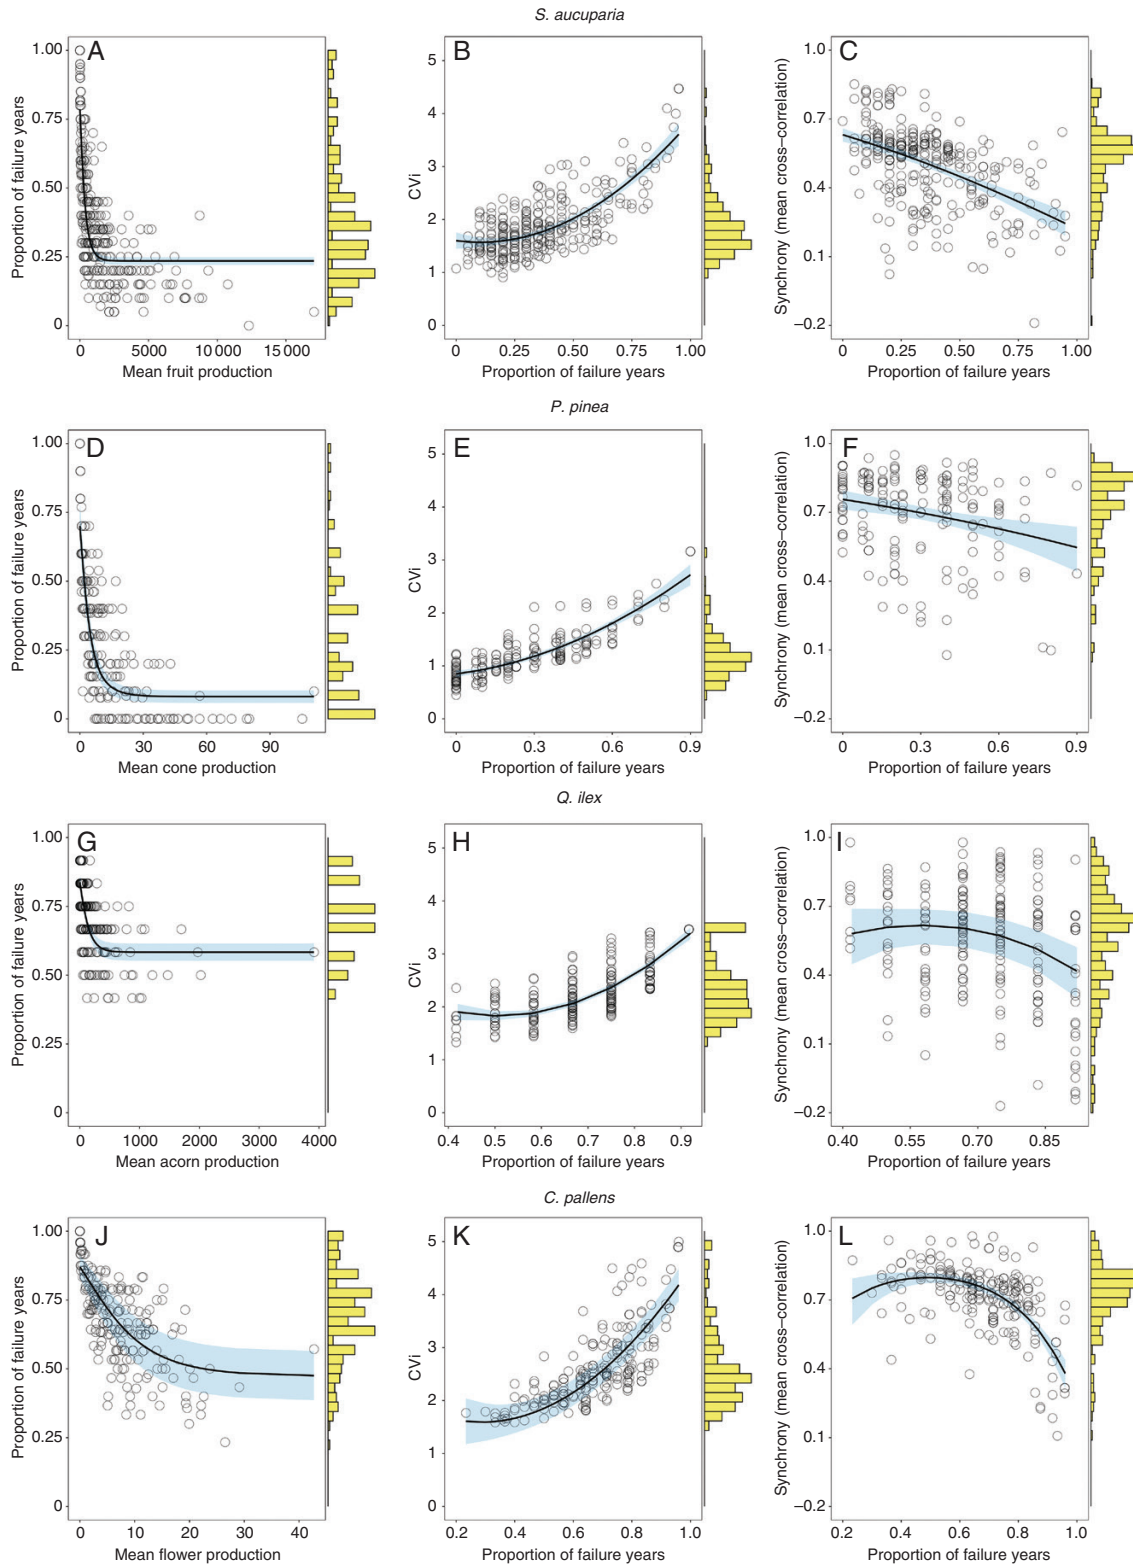 S. aucuparia
A
Proportion of failure years
1.00
0.75
0.50
0.25
0
0 5000 10 000 15 000
Mean fruit production
B
CVi
5
4
3
2
1
0
0 0.25 0.50 0.75 1.00
Proportion of failure years
C
Synchrony (mean cross–correlation)
1.0
0.7
0.4
0.1
–0.2
0 0.25 0.50 0.75 1.00
Proportion of failure years
P. pinea
D
Proportion of failure years
1.00
0.75
0.50
0.25
0
0 30 60 90
Mean cone production
E
CVi
5
4
3
2
1
0
0 0.3 0.6 0.9
Proportion of failure years
F
Synchrony (mean cross–correlation)
1.0
0.7
0.4
0.1
–0.2
0 0.3 0.6 0.9
Proportion of failure years
Q. ilex
G
Proportion of failure years
1.00
0.75
0.50
0.25
0
0 1000 2000 3000 4000
Mean acorn production
H
CVi
5
4
3
2
1
0
0.4 0.5 0.6 0.7 0.8 0.9
Proportion of failure years
I
Synchrony (mean cross–correlation)
1.0
0.7
0.4
0.1
–0.2
0.40 0.55 0.70 0.85
Proportion of failure years
C. pallens
J
Proportion of failure years
1.00
0.75
0.50
0.25
0
0 10 20 30 40
Mean flower production
K
CVi
5
4
3
2
1
0
0.2 0.4 0.6 0.8 1.0
Proportion of failure years
L
Synchrony (mean cross–correlation)
1.0
0.7
0.4
0.1
–0.2
0.2 0.4 0.6 0.8 1.0
Proportion of failure years